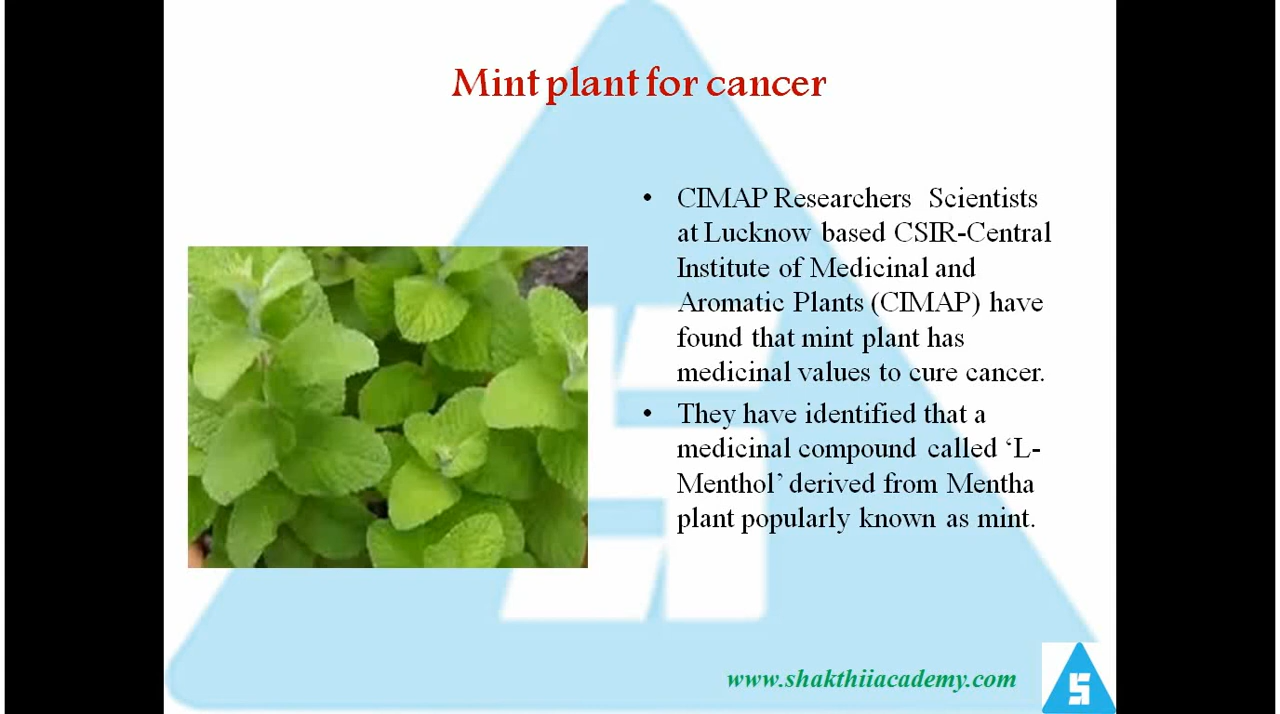 Mint plant for cancer
• CIMAP Researchers Scientists
at Lucknow based CSIR-Central
Institute of Medicinal and
Aromatic Plants (CIMAP) have
found that mint plant has
medicinal values to cure cancer.
• They have identified that a
medicinal compound called ‘L-
Menthol’ derived from Mentha
plant popularly known as mint.
www.shakthiiacademy.com